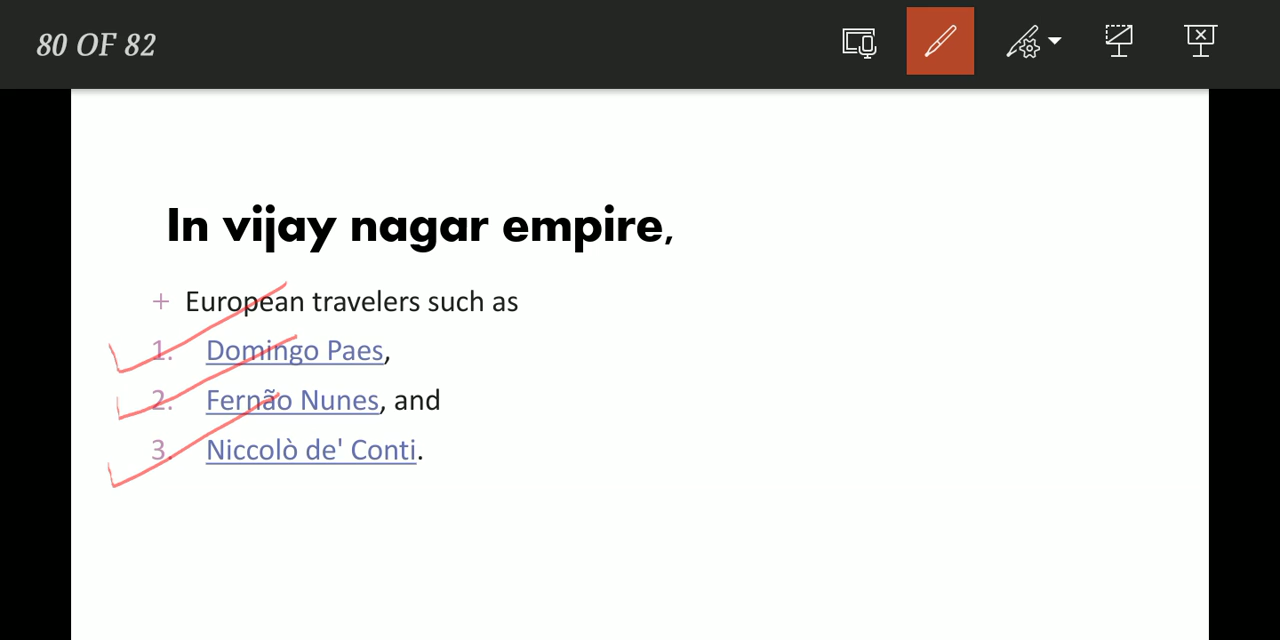 80 OF 82
In vijay nagar empire,
+ European travelers such as
1. Domingo Paes,
2. Fernão Nunes, and
3. Niccolò de' Conti.